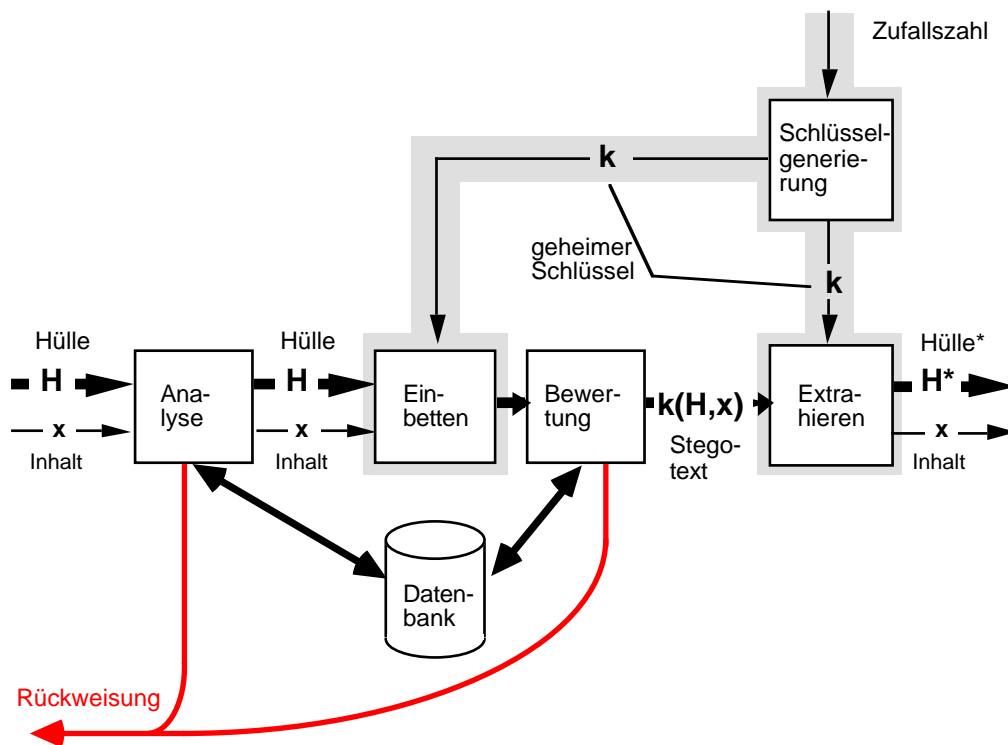 Zufallszahl
Schlüssel-
generie-
rung
k
geheimer
Schlüssel
k
Hülle
Hülle
Hülle*
H
Ana-
lyse
H
Ein-
betten
Bewer-
tung
k(H,x)
Extra-
hieren
H*
x
x
x
Inhalt
Inhalt
Stego-
text
Inhalt
Daten-
bank
Rückweisung